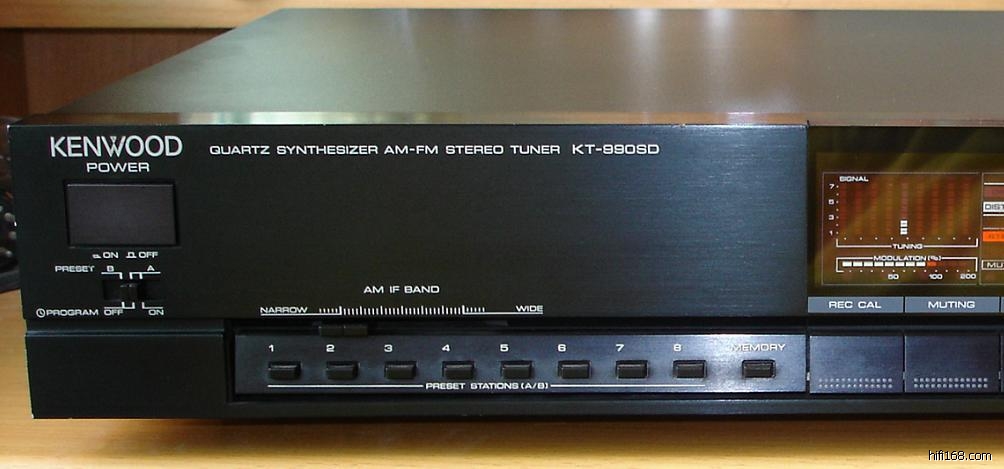 KENWOOD
QUARTZ SYNTHESIZER AM-FM STEREO TUNER KT-990SD
POWER
ON OFF
PRESET B A
PROGRAM OFF ON
AM IF BAND
NARROW WIDE
SIGNAL
7
5
3
1
TUNING
MODULATION (%)
50 100 200
DIST
MU
REC CAL MUTING
1 2 3 4 5 6 7 8 MEMORY
PRESET STATIONS (A/B)
hifi168.com